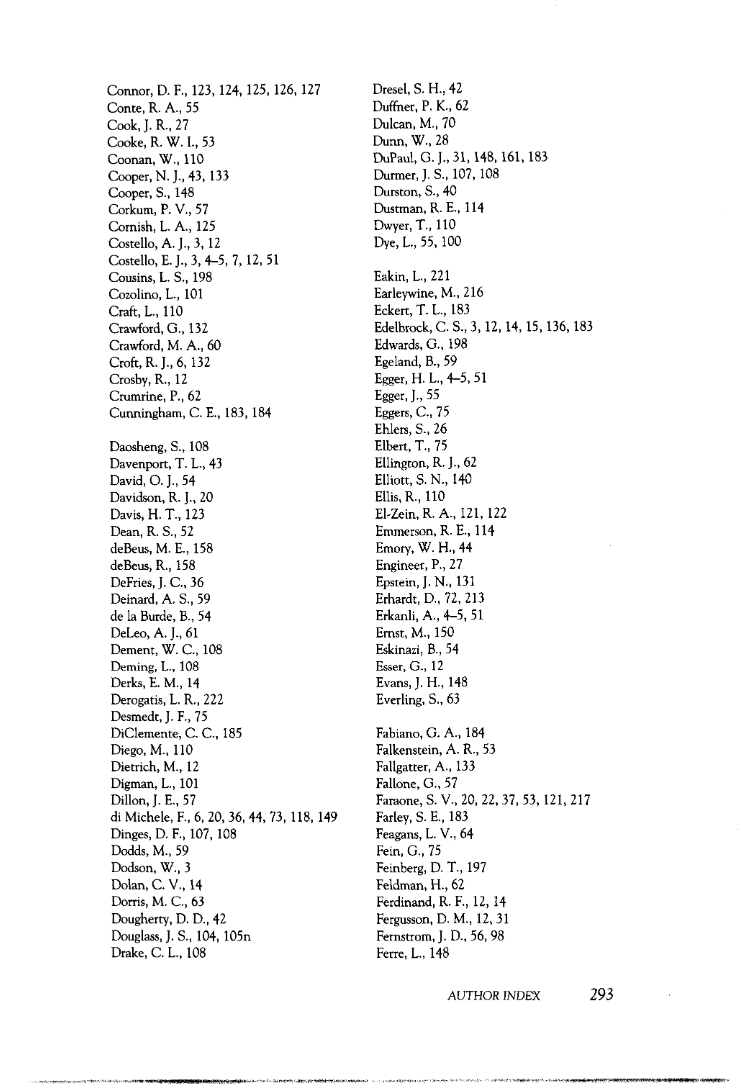 Connor, D. F., 123, 124, 125, 126, 127
Conte, R. A., 55
Cook, J. R., 27
Cooke, R. W. I., 53
Coonan, W., 110
Cooper, N. J., 43, 133
Cooper, S., 148
Corkum, P. V., 57
Cornish, L. A., 125
Costello, A. J., 3, 12
Costello, E. J., 3, 4–5, 7, 12, 51
Cousins, L. S., 198
Cozolino, L., 101
Craft, L., 110
Crawford, G., 132
Crawford, M. A., 60
Croft, R. J., 6, 132
Crosby, R., 12
Crumrine, P., 62
Cunningham, C. E., 183, 184
Daosheng, S., 108
Davenport, T. L., 43
David, O. J., 54
Davidson, R. J., 20
Davis, H. T., 123
Dean, R. S., 52
deBeus, M. E., 158
deBeus, R., 158
DeFries, J. C., 36
Deinard, A. S., 59
de la Burde, B., 54
DeLeo, A. J., 61
Dement, W. C., 108
Deming, L., 108
Derks, E. M., 14
Derogatis, L. R., 222
Desmedt, J. F., 75
DiClemente, C. C., 185
Diego, M., 110
Dietrich, M., 12
Digman, L., 101
Dillon, J. E., 57
di Michele, F., 6, 20, 36, 44, 73, 118, 149
Dinges, D. F., 107, 108
Dodds, M., 59
Dodson, W., 3
Dolan, C. V., 14
Dorris, M. C., 63
Dougherty, D. D., 42
Douglass, J. S., 104, 105n
Drake, C. L., 108
Dresel, S. H., 42
Duffner, P. K., 62
Dulcan, M., 70
Dunn, W., 28
DuPaul, G. J., 31, 148, 161, 183
Durmer, J. S., 107, 108
Durston, S., 40
Dustman, R. E., 114
Dwyer, T., 110
Dye, L., 55, 100
Eakin, L., 221
Earleywine, M., 216
Eckert, T. L., 183
Edelbrock, C. S., 3, 12, 14, 15, 136, 183
Edwards, G., 198
Egeland, B., 59
Egger, H. L., 4–5, 51
Egger, J., 55
Eggers, C., 75
Ehlers, S., 26
Elbert, T., 75
Ellington, R. J., 62
Elliott, S. N., 140
Ellis, R., 110
El-Zein, R. A., 121, 122
Emmerson, R. E., 114
Emory, W. H., 44
Engineer, P., 27
Epstein, J. N., 131
Erhardt, D., 72, 213
Erkanli, A., 4–5, 51
Ernst, M., 150
Eskinazi, B., 54
Esser, G., 12
Evans, J. H., 148
Everling, S., 63
Fabiano, G. A., 184
Falkenstein, A. R., 53
Fallgatter, A., 133
Fallone, G., 57
Faraone, S. V., 20, 22, 37, 53, 121, 217
Farley, S. E., 183
Feagans, L. V., 64
Fein, G., 75
Feinberg, D. T., 197
Feldman, H., 62
Ferdinand, R. F., 12, 14
Fergusson, D. M., 12, 31
Fernstrom, J. D., 56, 98
Ferre, L., 148
AUTHOR INDEX 293